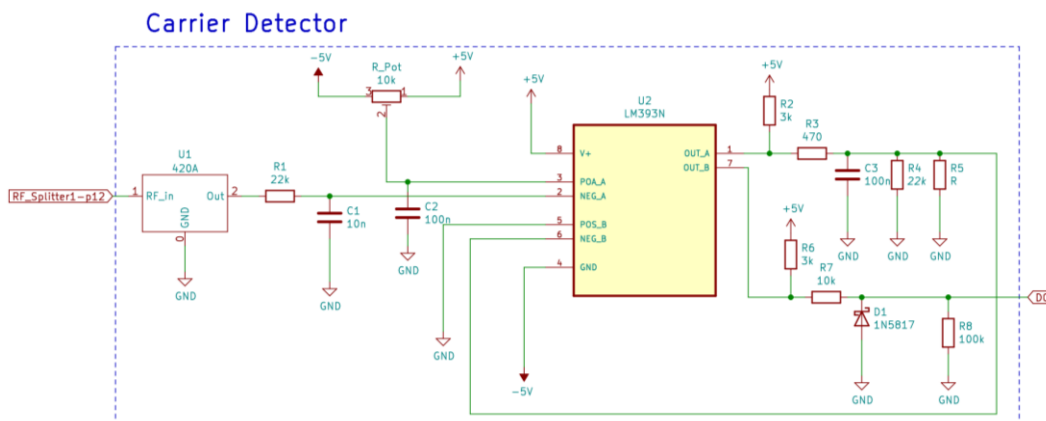 Carrier Detector
-5V
R_Pot
10k
+5V
3
1
2
+5V
U2
LM393N
+5V
R2
3k
R3
470
U1
420A
RF_Splitter1-p12
1
RF_in
Out
2
GND
0
GND
R1
22k
C1
10n
GND
C2
100n
GND
GND
8
V+
3
POA_A
2
NEG_A
5
POS_B
6
NEG_B
4
GND
OUT_A
1
OUT_B
7
-5V
C3
100n
GND
R4
22k
GND
R5
R
GND
+5V
R6
3k
R7
10k
D1
1N5817
GND
R8
100k
GND